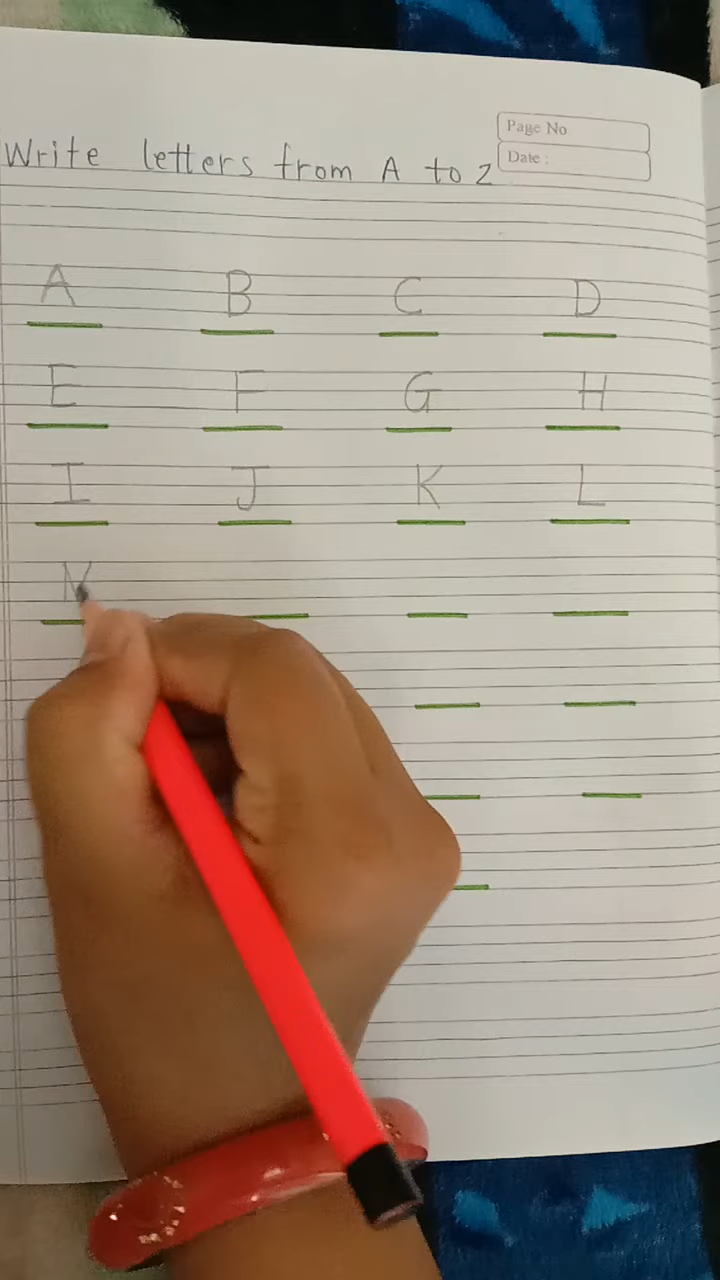 Page No
Date :
Write letters from A to Z
A B C D
E F G H
I J K L